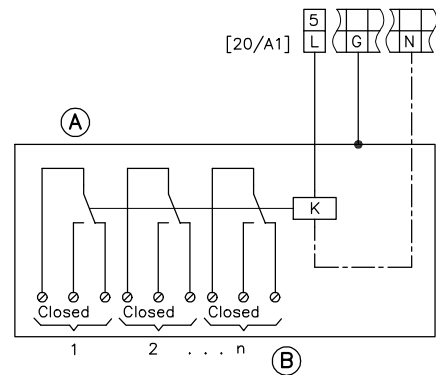 5
[20/A1] L G N
A
K
Closed Closed Closed
1 2 . . . n
B